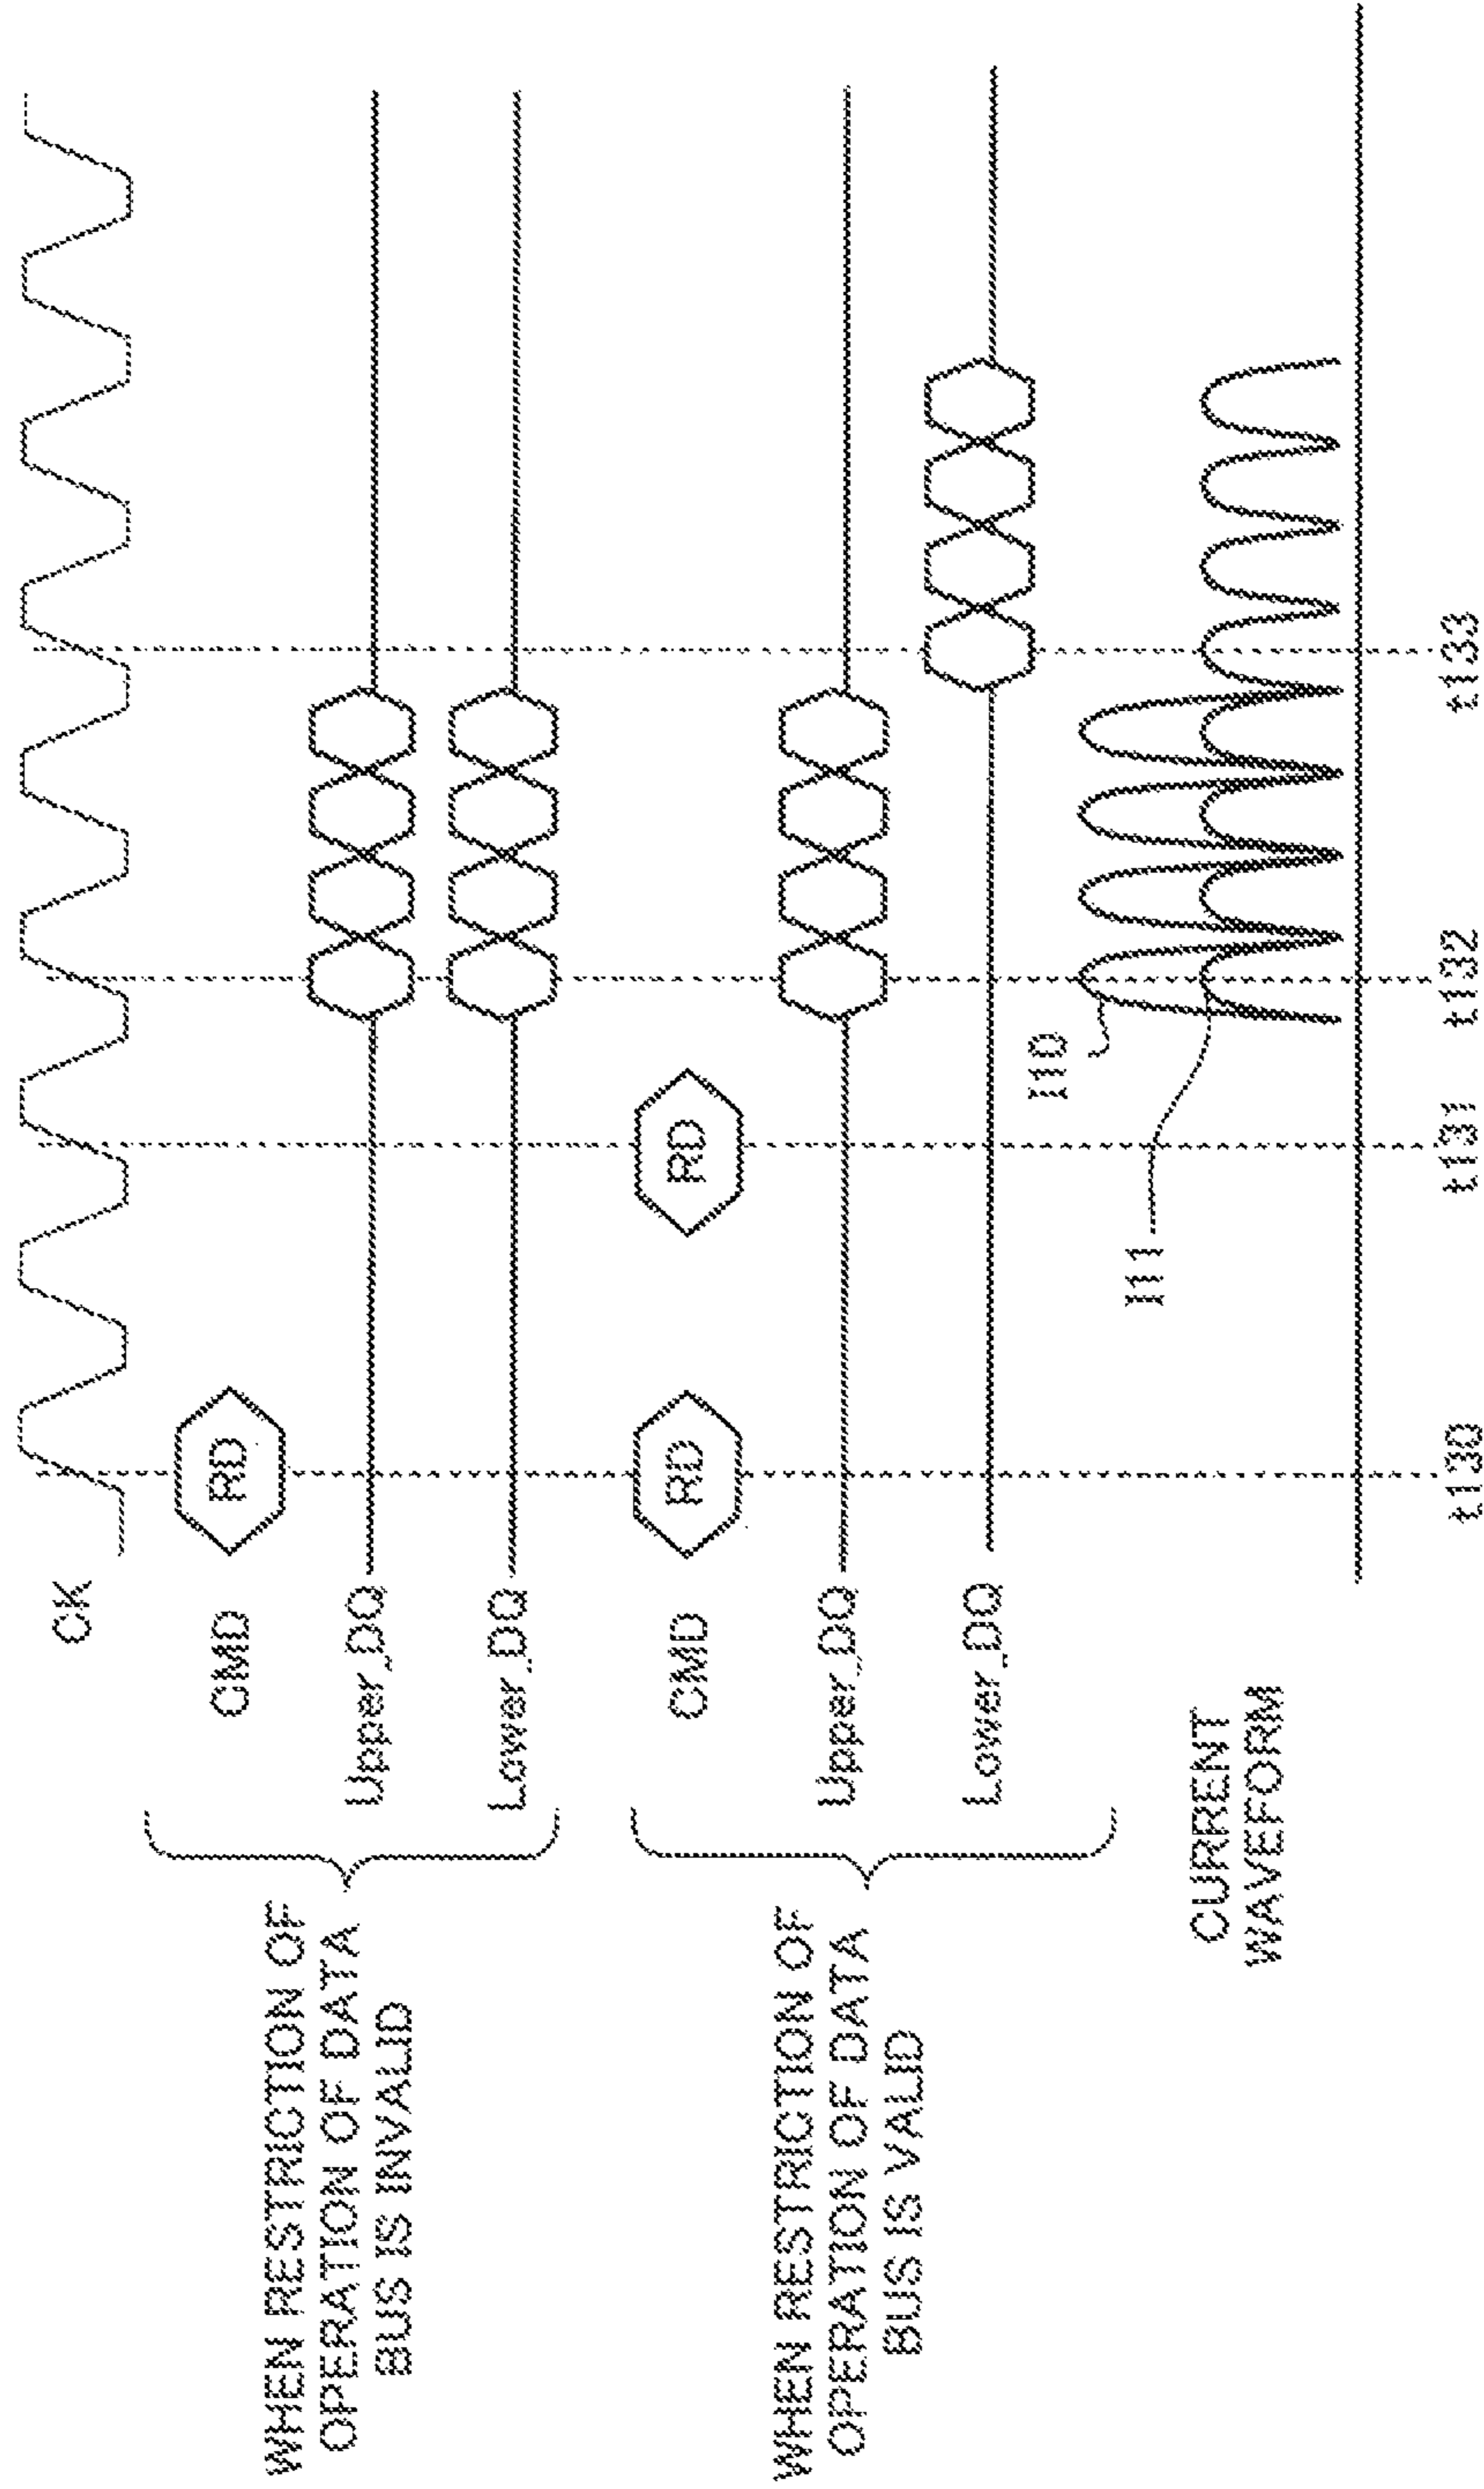 CK
WHEN RESTRICTION OF
OPERATION OF DATA
BUS IS INVALID
CMD
RD
Upper_DQ
Lower_DQ
WHEN RESTRICTION OF
OPERATION OF DATA
BUS IS VALID
CMD
RD
RD
Upper_DQ
Lower_DQ
CURRENT
WAVEFORM
I10
I11
t130
t131
t132
t133